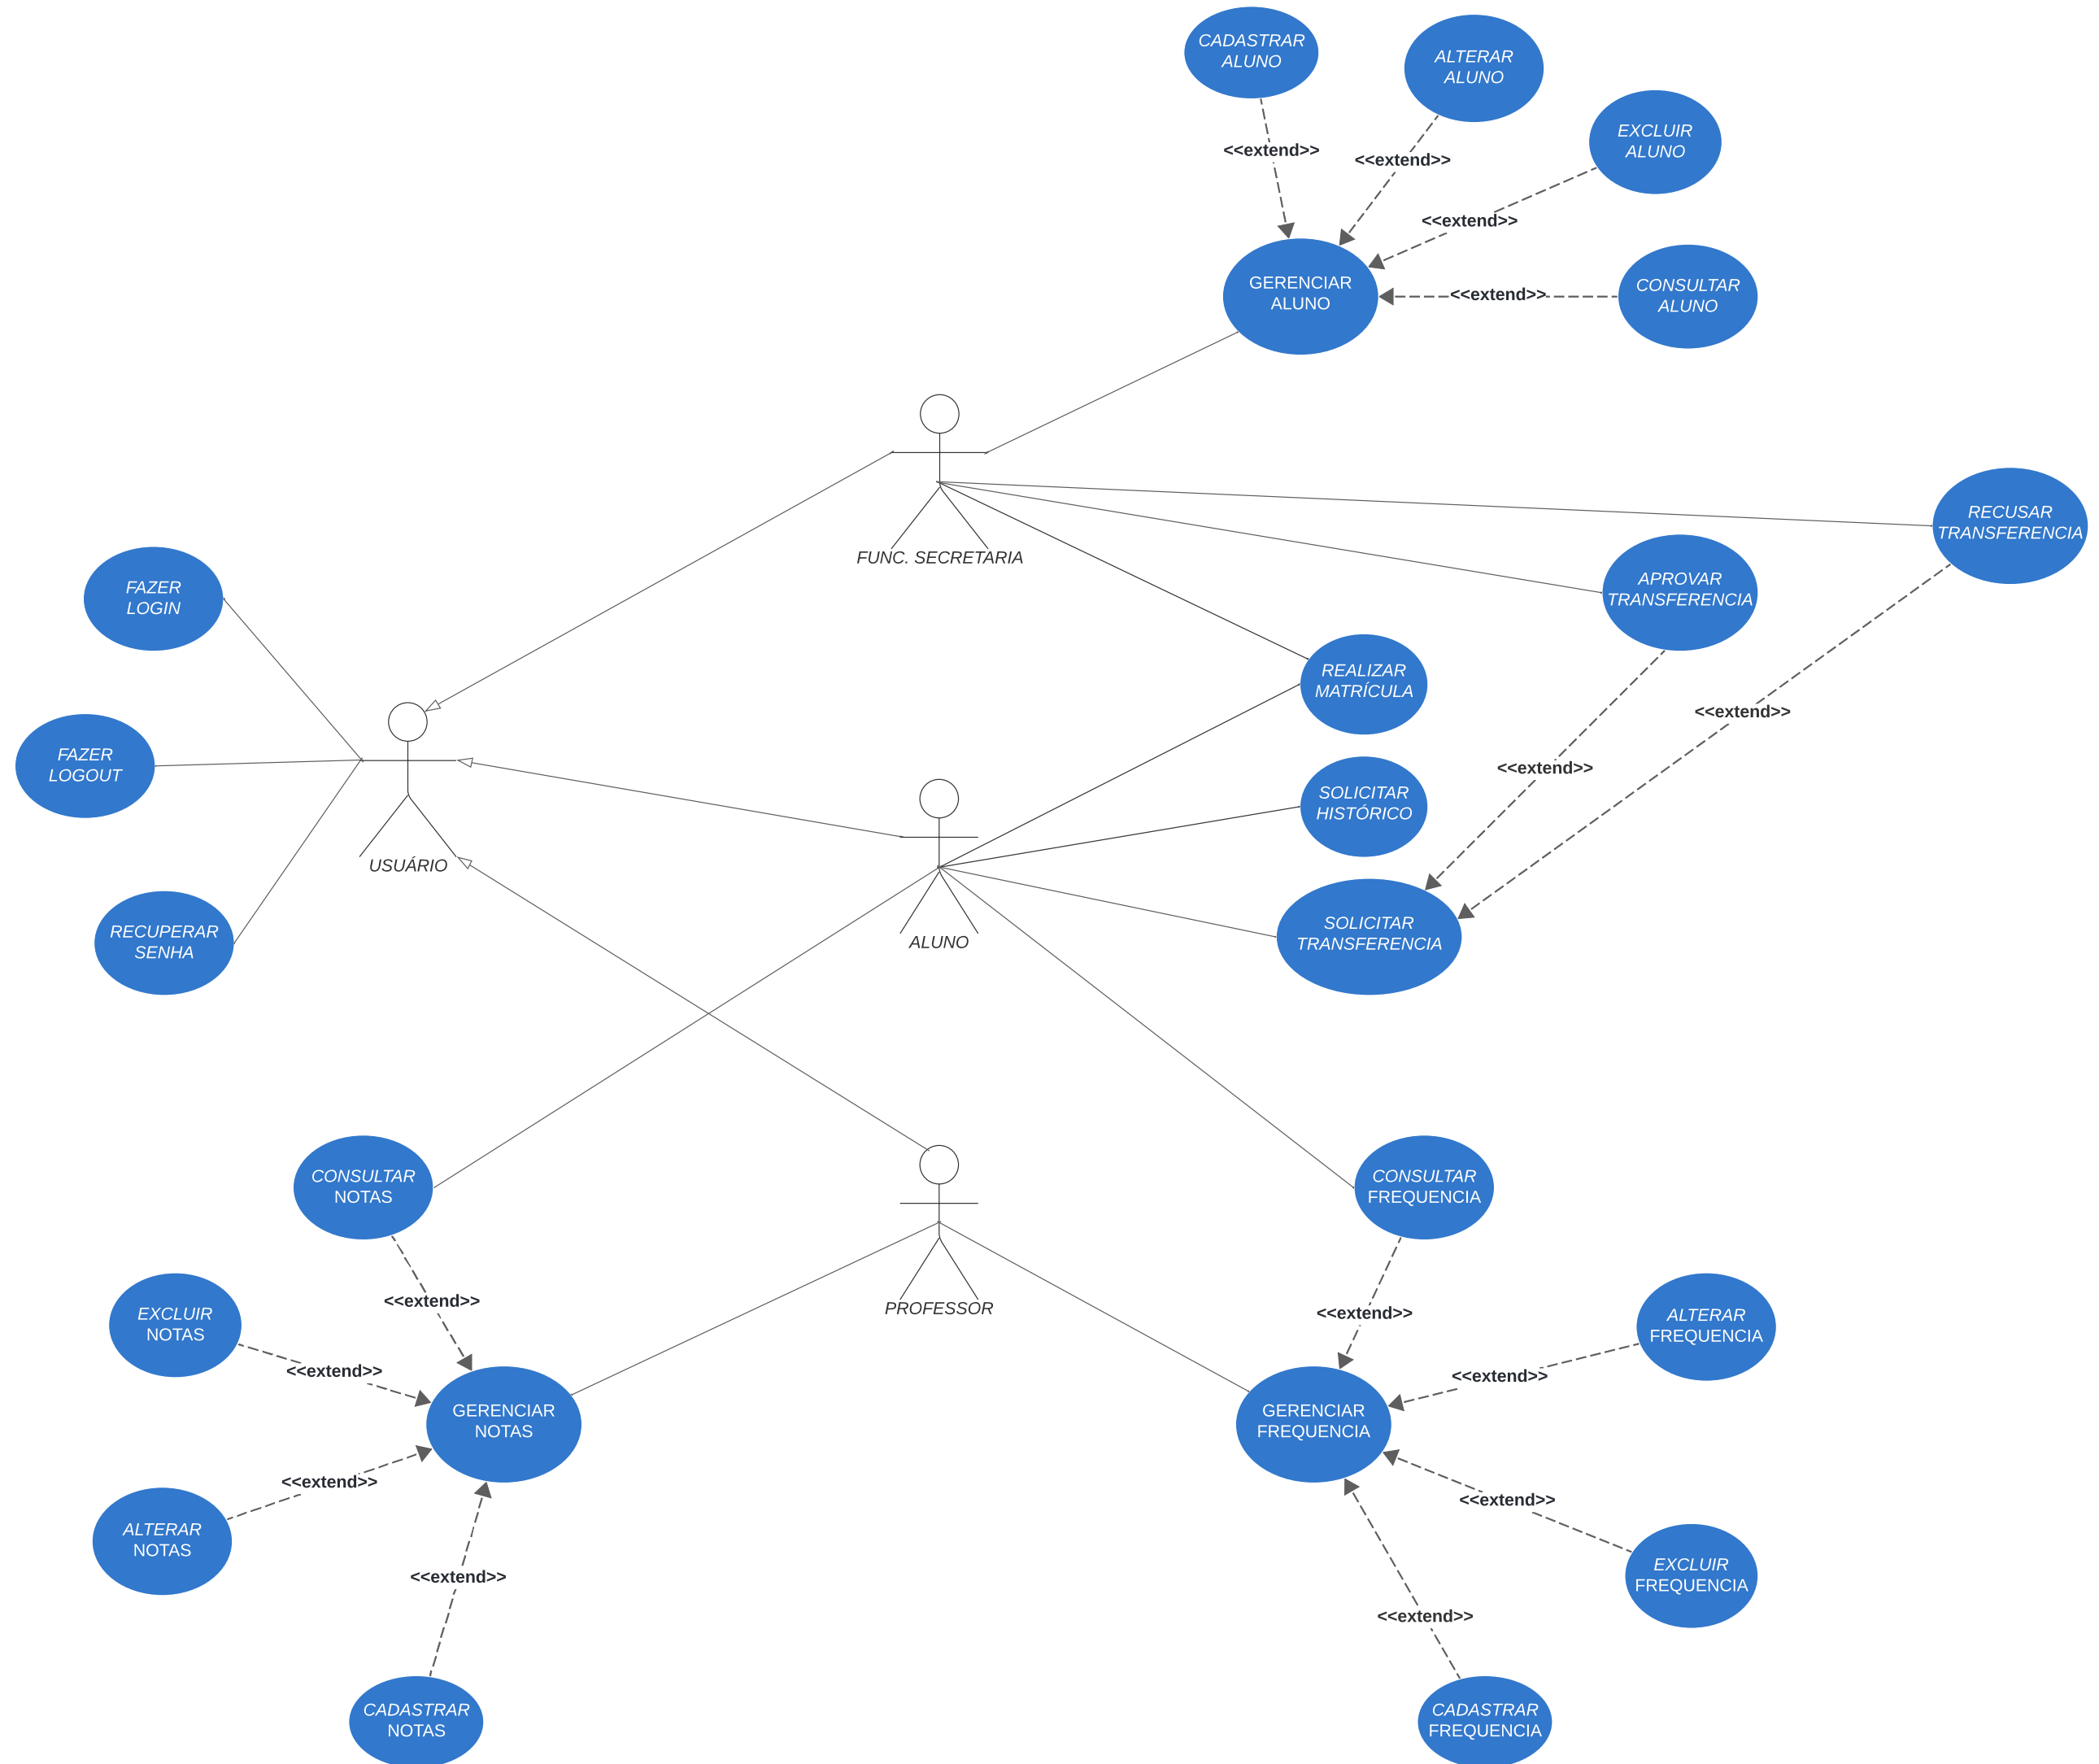 CADASTRAR
ALUNO
ALTERAR
ALUNO
EXCLUIR
ALUNO
<<extend>>
<<extend>>
<<extend>>
GERENCIAR
ALUNO
<<extend>>
CONSULTAR
ALUNO
FUNC. SECRETARIA
RECUSAR
TRANSFERENCIA
APROVAR
TRANSFERENCIA
FAZER
LOGIN
REALIZAR
MATRÍCULA
<<extend>>
FAZER
LOGOUT
<<extend>>
SOLICITAR
HISTÓRICO
USUÁRIO
RECUPERAR
SENHA
ALUNO
SOLICITAR
TRANSFERENCIA
CONSULTAR
NOTAS
CONSULTAR
FREQUENCIA
<<extend>>
PROFESSOR
<<extend>>
EXCLUIR
NOTAS
ALTERAR
FREQUENCIA
<<extend>>
<<extend>>
GERENCIAR
NOTAS
GERENCIAR
FREQUENCIA
<<extend>>
<<extend>>
ALTERAR
NOTAS
EXCLUIR
FREQUENCIA
<<extend>>
<<extend>>
CADASTRAR
NOTAS
CADASTRAR
FREQUENCIA